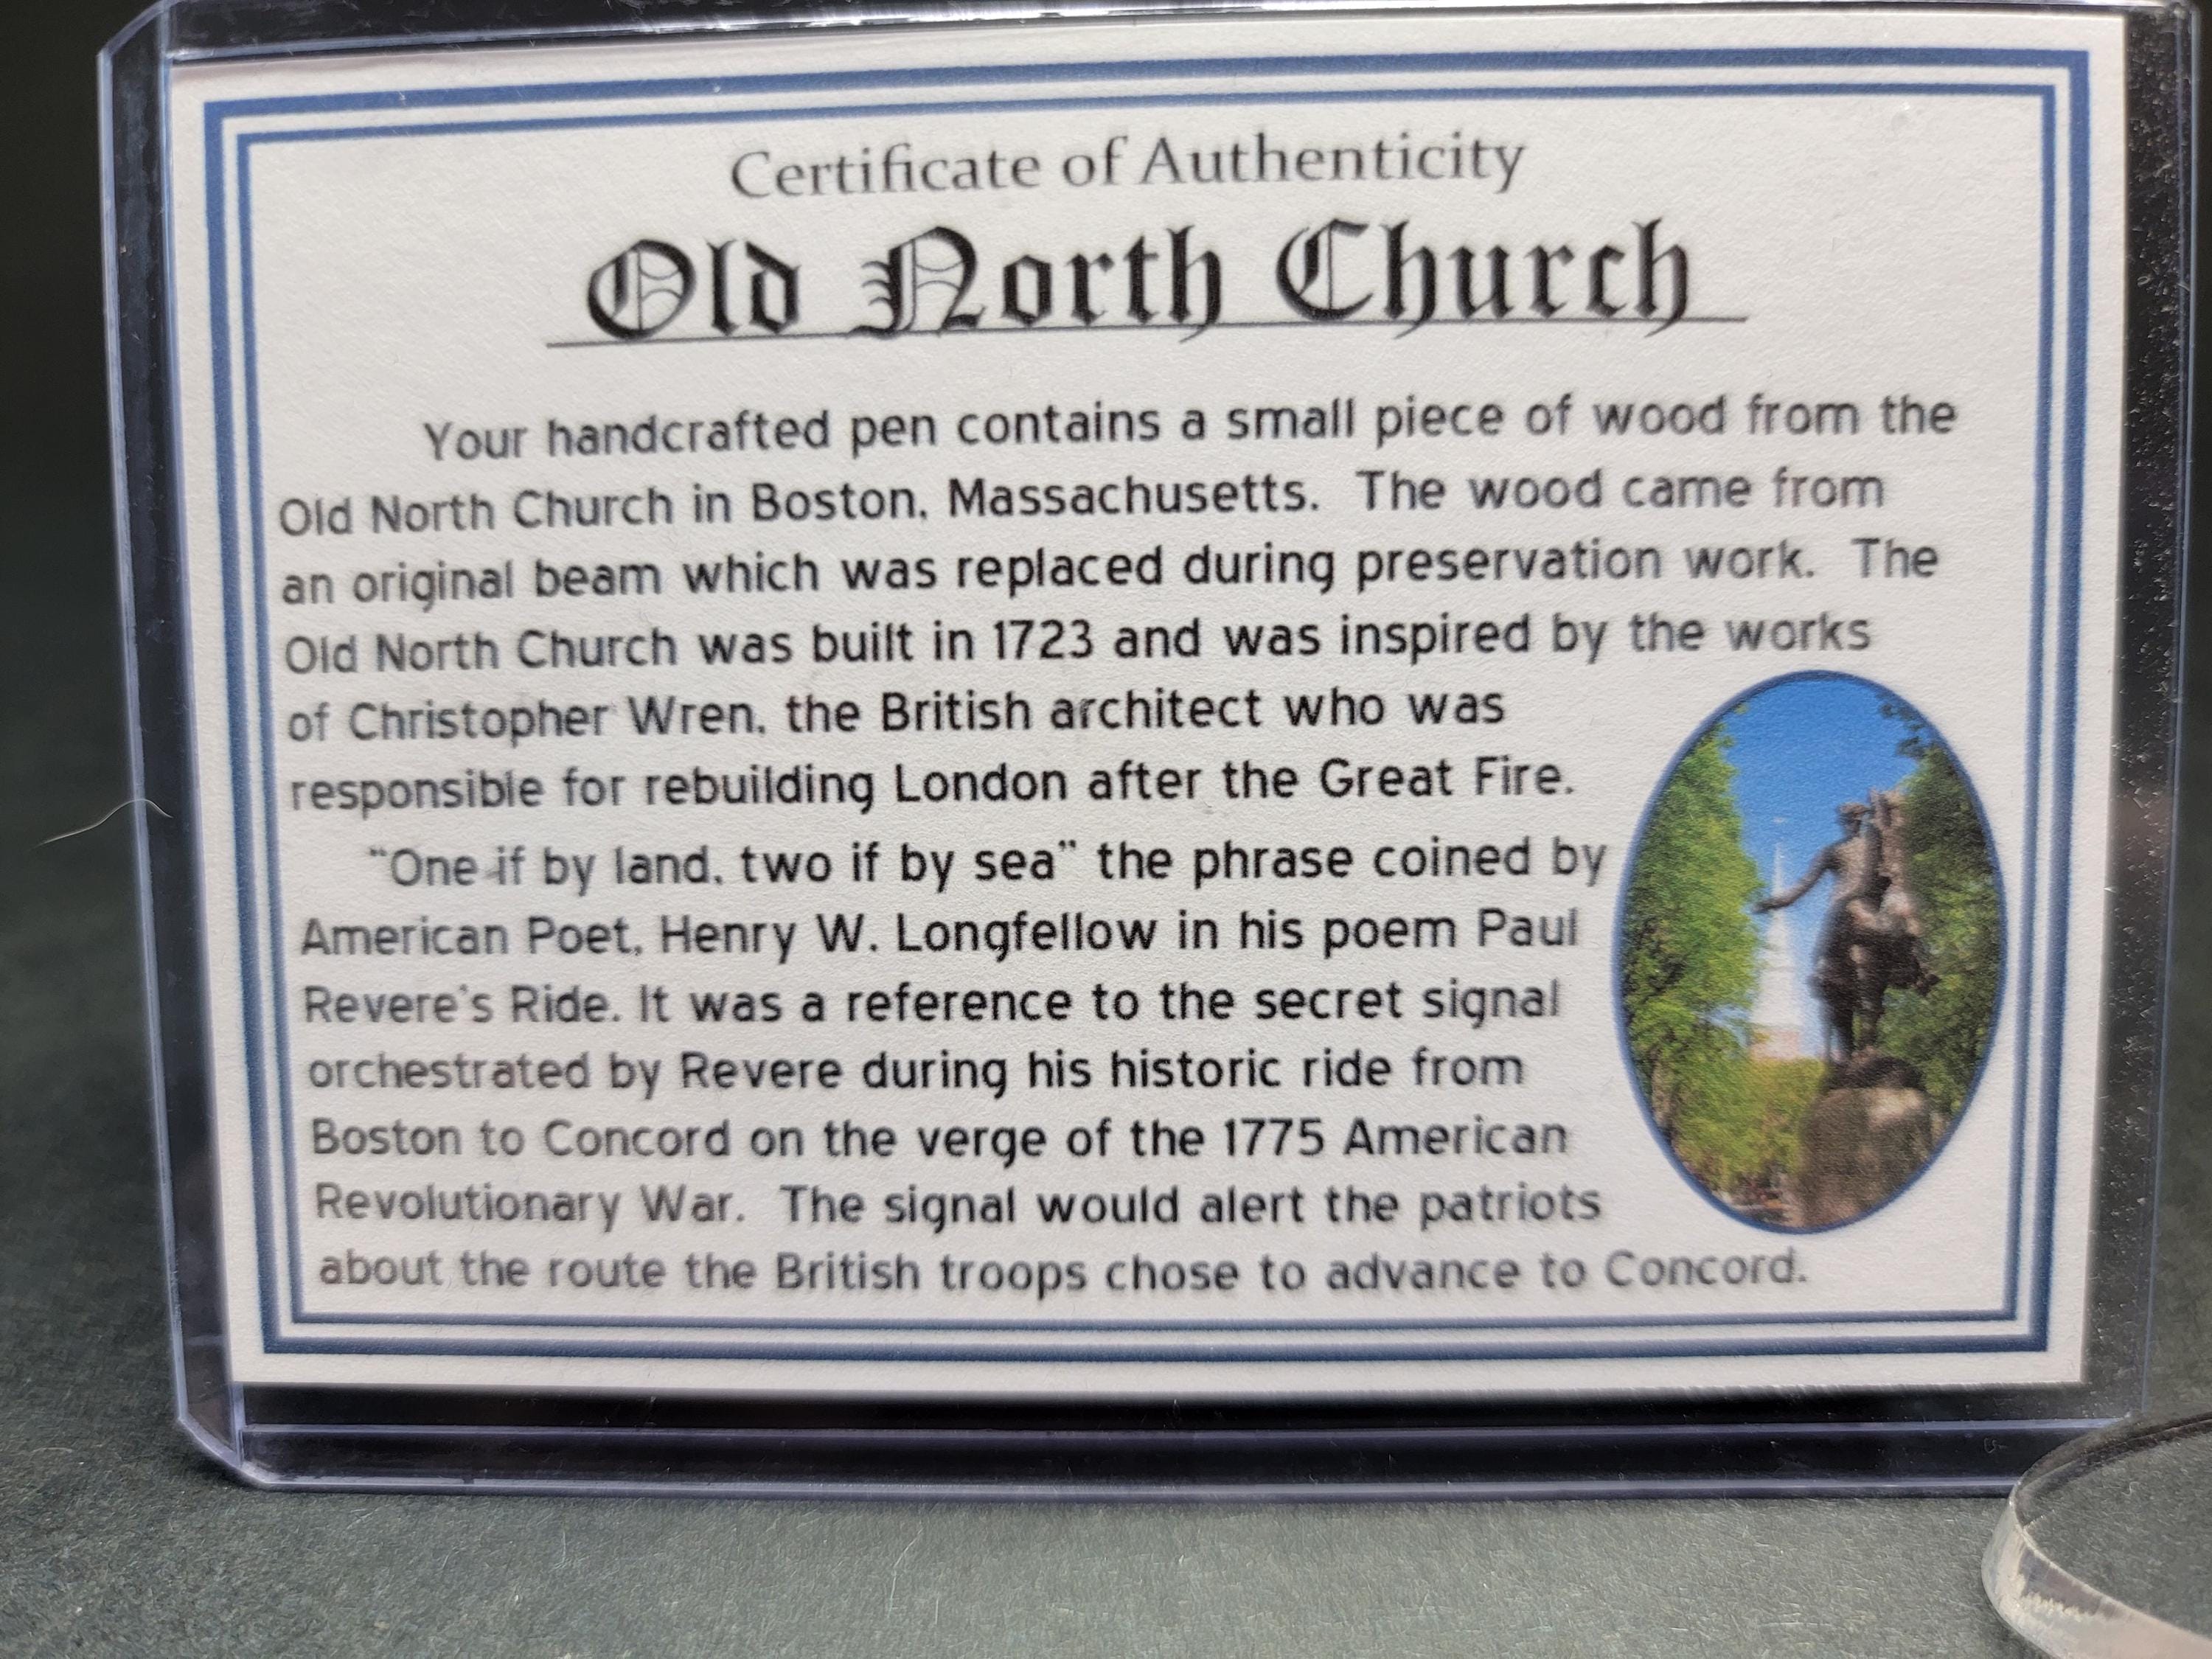 Certificate of Authenticity
Old North Church
Your handcrafted pen contains a small piece of wood from the
Old North Church in Boston, Massachusetts. The wood came from
an original beam which was replaced during preservation work. The
Old North Church was built in 1723 and was inspired by the works
of Christopher Wren, the British architect who was
responsible for rebuilding London after the Great Fire.
"One if by land, two if by sea" the phrase coined by
American Poet, Henry W. Longfellow in his poem Paul
Revere's Ride. It was a reference to the secret signal
orchestrated by Revere during his historic ride from
Boston to Concord on the verge of the 1775 American
Revolutionary War. The signal would alert the patriots
about the route the British troops chose to advance to Concord.